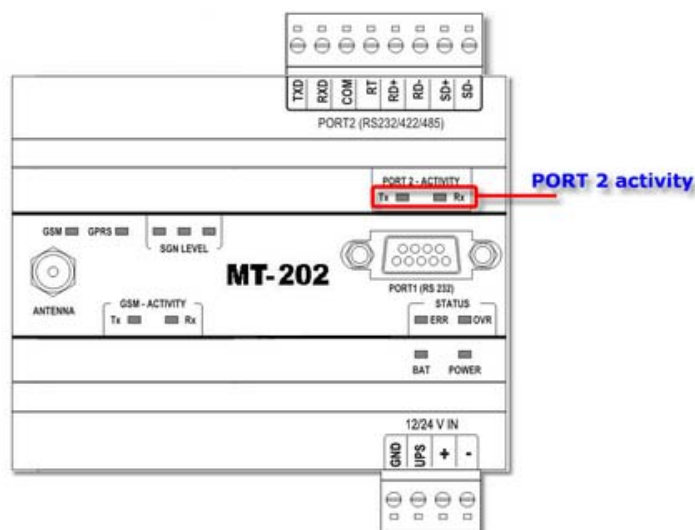 TXD RXD COM RT RD+ RD- SD+ SD-
PORT2 (RS232/422/485)
PORT 2 - ACTIVITY
Tx Rx
PORT 2 activity
GSM GPRS
SGN LEVEL
MT-202
ANTENNA
PORT1 (RS 232)
GSM - ACTIVITY
Tx Rx
STATUS
ERR OVR
BAT POWER
12/24 V IN
GND UPS + -